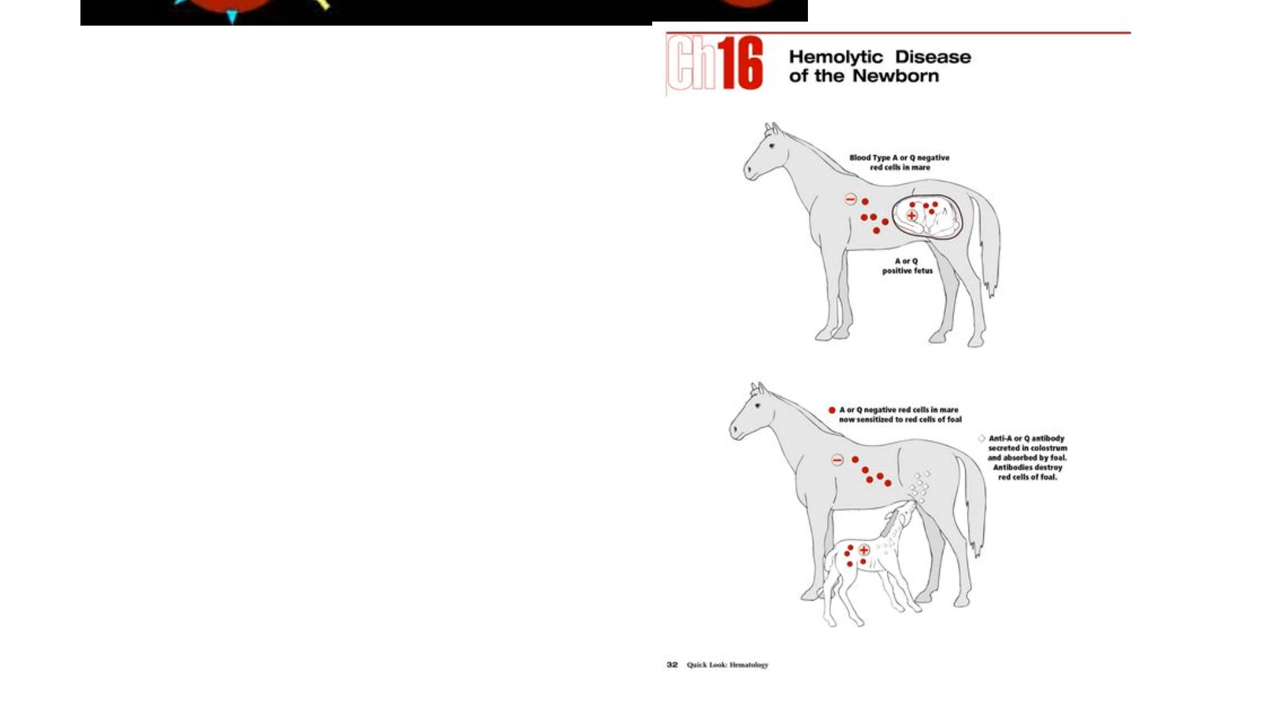 Ch16
Hemolytic Disease
of the Newborn
Blood Type A or Q negative
red cells in mare
A or Q
positive fetus
A or Q negative red cells in mare
now sensitized to red cells of foal
Anti-A or Q antibody
secreted in colostrum
and absorbed by foal.
Antibodies destroy
red cells of foal.
32 Quick Look: Hematology